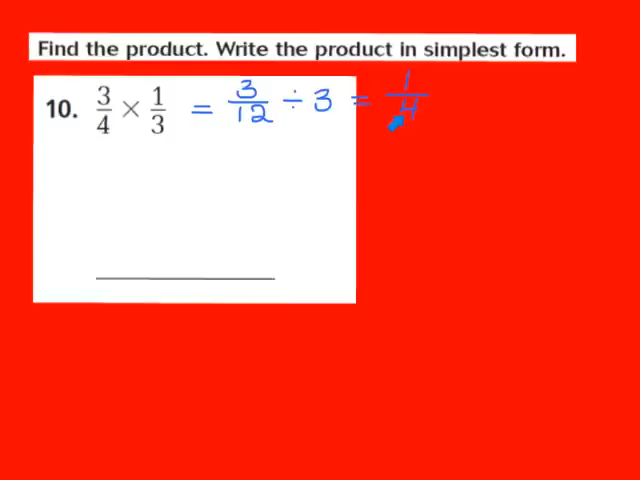 Find the product. Write the product in simplest form.
10. 3/4 × 1/3 = 3/12 ÷ 3 = 1/4